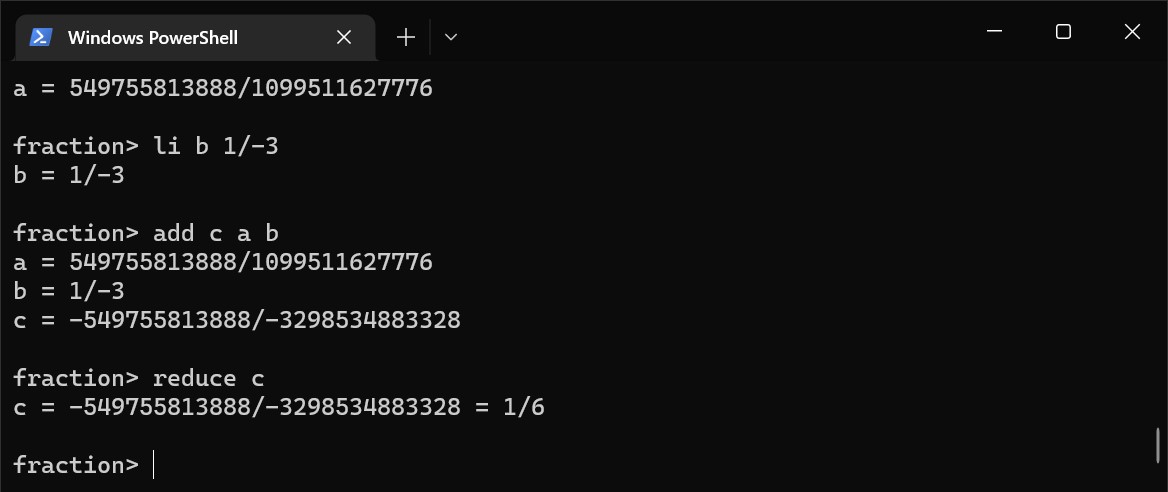 Windows PowerShell
a = 549755813888/1099511627776
fraction> li b 1/-3
b = 1/-3
fraction> add c a b
a = 549755813888/1099511627776
b = 1/-3
c = -549755813888/-3298534883328
fraction> reduce c
c = -549755813888/-3298534883328 = 1/6
fraction>